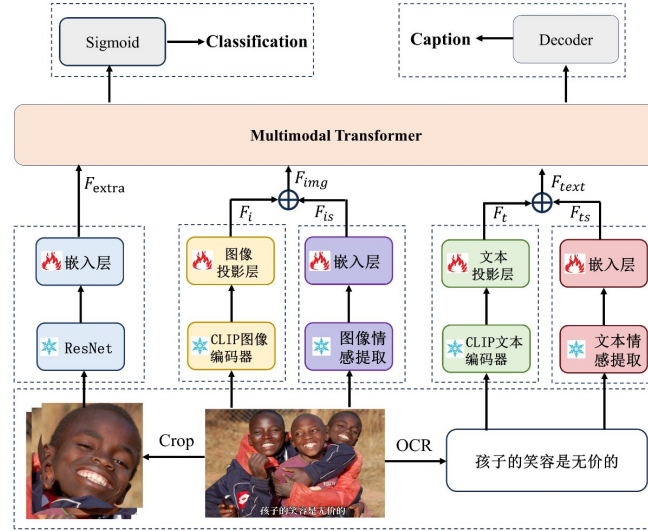 Sigmoid
Classification
Caption
Decoder
Multimodal Transformer
F_extra
F_img
F_i
F_is
F_text
F_t
F_ts
嵌入层
图像
投影层
嵌入层
文本
投影层
嵌入层
ResNet
CLIP图像
编码器
图像情
感提取
CLIP文本
编码器
文本情
感提取
Crop
OCR
孩子的笑容是无价的
孩子的笑容是无价的